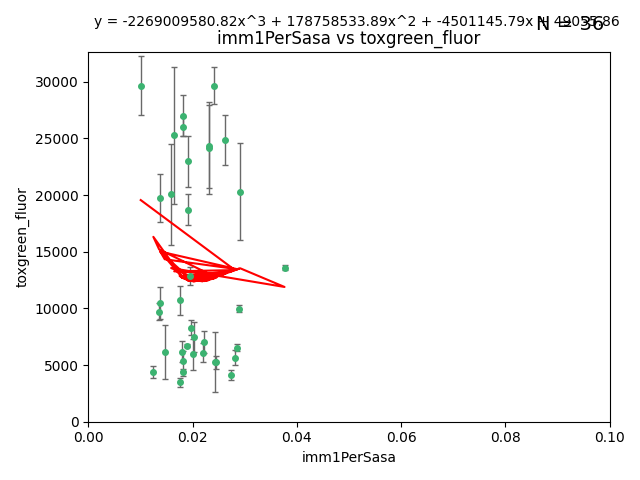 y = -2269009580.82x^3 + 178758533.89x^2 + -4501145.79x + 49055.86
N = 36
imm1PerSasa vs toxgreen_fluor
30000
25000
20000
15000
10000
5000
0
toxgreen_fluor
0.00 0.02 0.04 0.06 0.08 0.10
imm1PerSasa